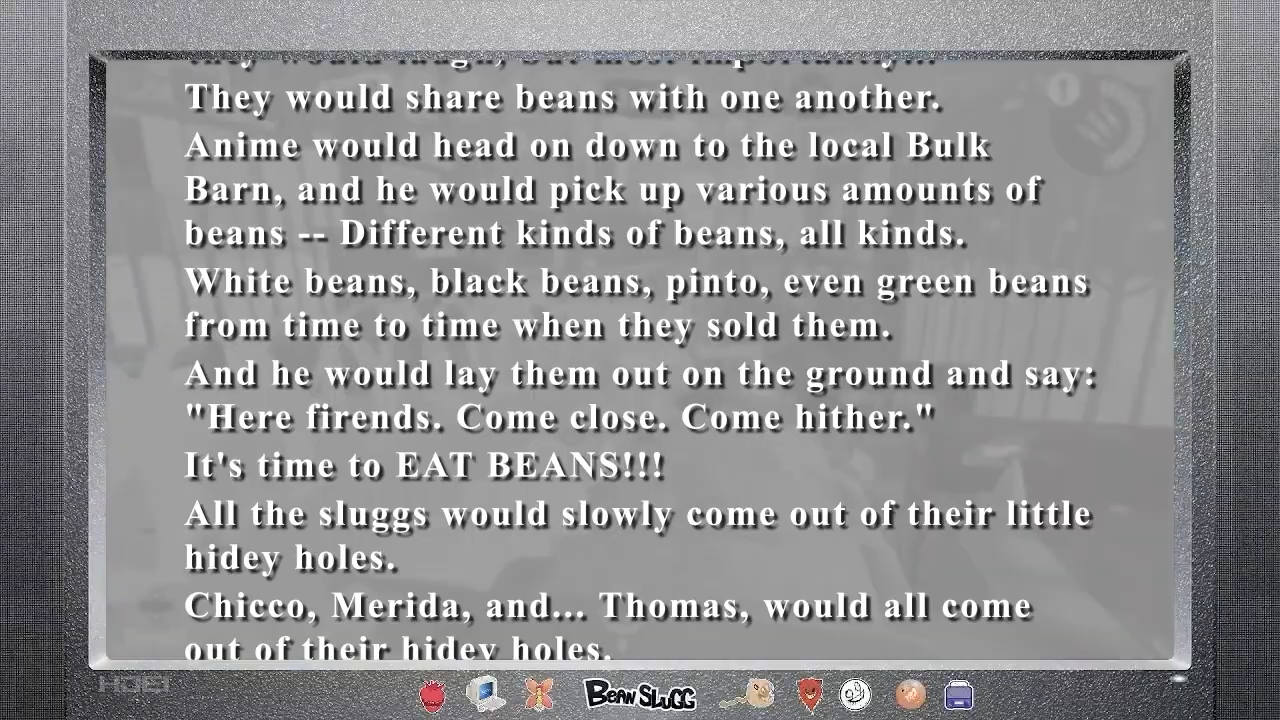 They would share beans with one another.
Anime would head on down to the local Bulk
Barn, and he would pick up various amounts of
beans -- Different kinds of beans, all kinds.
White beans, black beans, pinto, even green beans
from time to time when they sold them.
And he would lay them out on the ground and say:
"Here firends. Come close. Come hither."
It's time to EAT BEANS!!!
All the sluggs would slowly come out of their little
hidey holes.
Chicco, Merida, and... Thomas, would all come
out of their hidey holes.
BEAN SLUGG